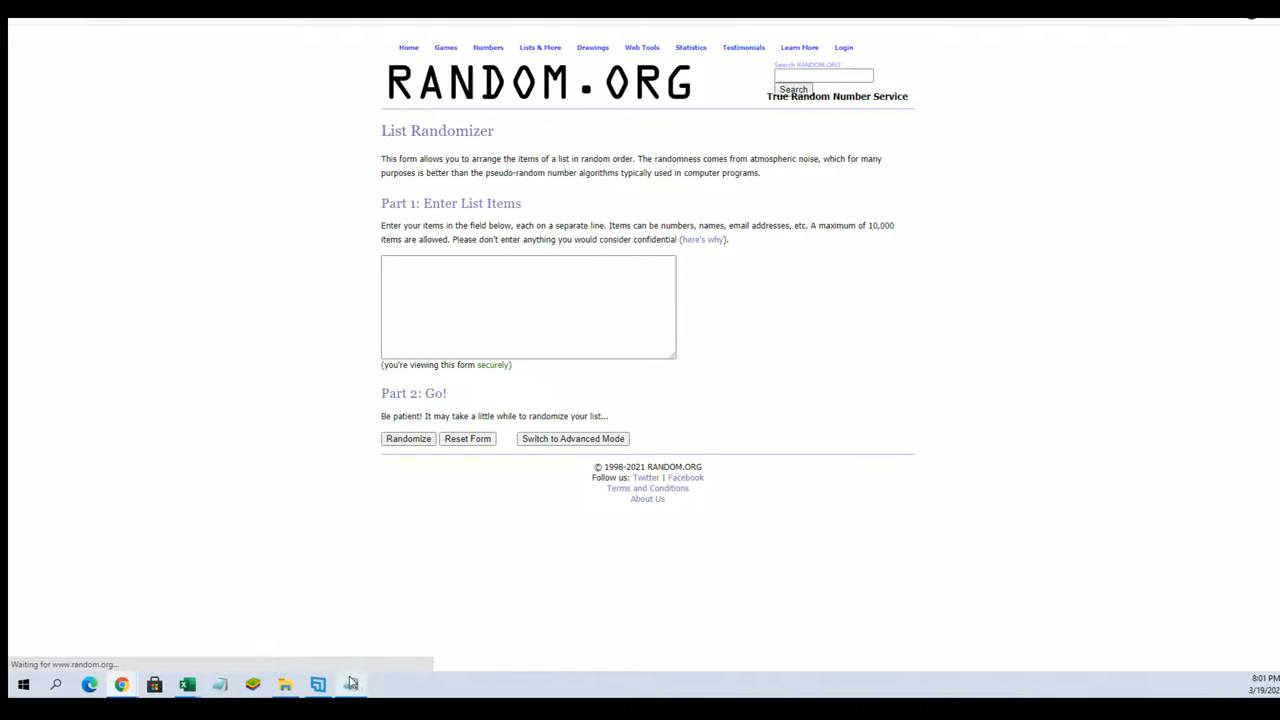 Home Games Numbers Lists & More Drawings Web Tools Statistics Testimonials Learn More Login
RANDOM.ORG
Search RANDOM.ORG
Search
True Random Number Service
List Randomizer
This form allows you to arrange the items of a list in random order. The randomness comes from atmospheric noise, which for many
purposes is better than the pseudo-random number algorithms typically used in computer programs.
Part 1: Enter List Items
Enter your items in the field below, each on a separate line. Items can be numbers, names, email addresses, etc. A maximum of 10,000
items are allowed. Please don't enter anything you would consider confidential (here's why).
(you're viewing this form securely)
Part 2: Go!
Be patient! It may take a little while to randomize your list...
Randomize Reset Form Switch to Advanced Mode
© 1998-2021 RANDOM.ORG
Follow us: Twitter | Facebook
Terms and Conditions
About Us
Waiting for www.random.org...
8:01 PM
3/19/202